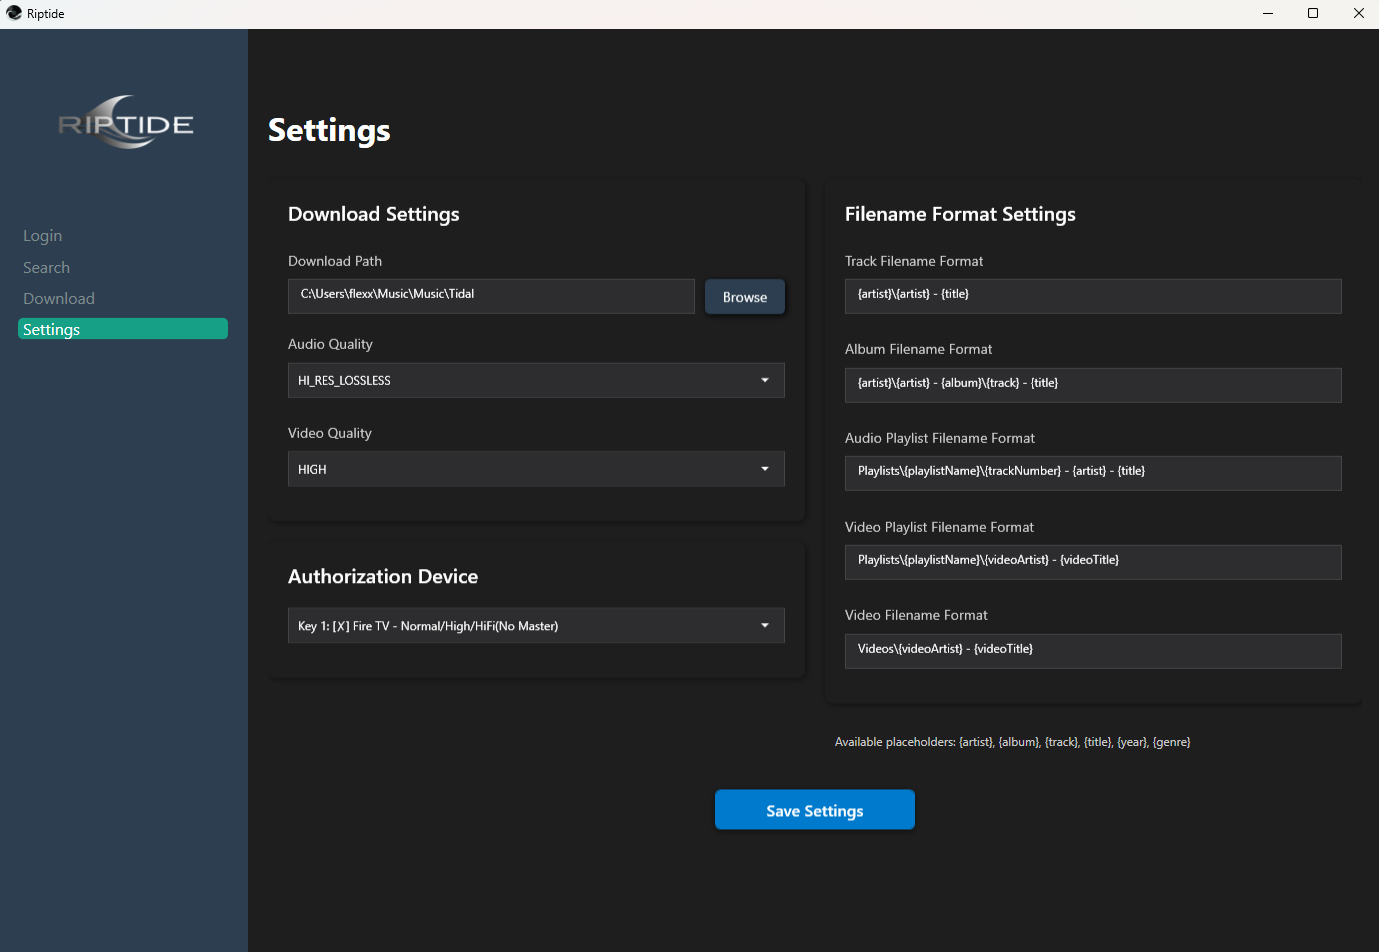 Riptide
RIPTIDE
Login
Search
Download
Settings
Settings
Download Settings
Download Path
C:\Users\flexx\Music\Music\Tidal
Browse
Audio Quality
HI_RES_LOSSLESS
Video Quality
HIGH
Authorization Device
Key 1: [X] Fire TV - Normal/High/HiFi(No Master)
Filename Format Settings
Track Filename Format
{artist}\{artist} - {title}
Album Filename Format
{artist}\{artist} - {album}\{track} - {title}
Audio Playlist Filename Format
Playlists\{playlistName}\{trackNumber} - {artist} - {title}
Video Playlist Filename Format
Playlists\{playlistName}\{videoArtist} - {videoTitle}
Video Filename Format
Videos\{videoArtist} - {videoTitle}
Available placeholders: {artist}, {album}, {track}, {title}, {year}, {genre}
Save Settings